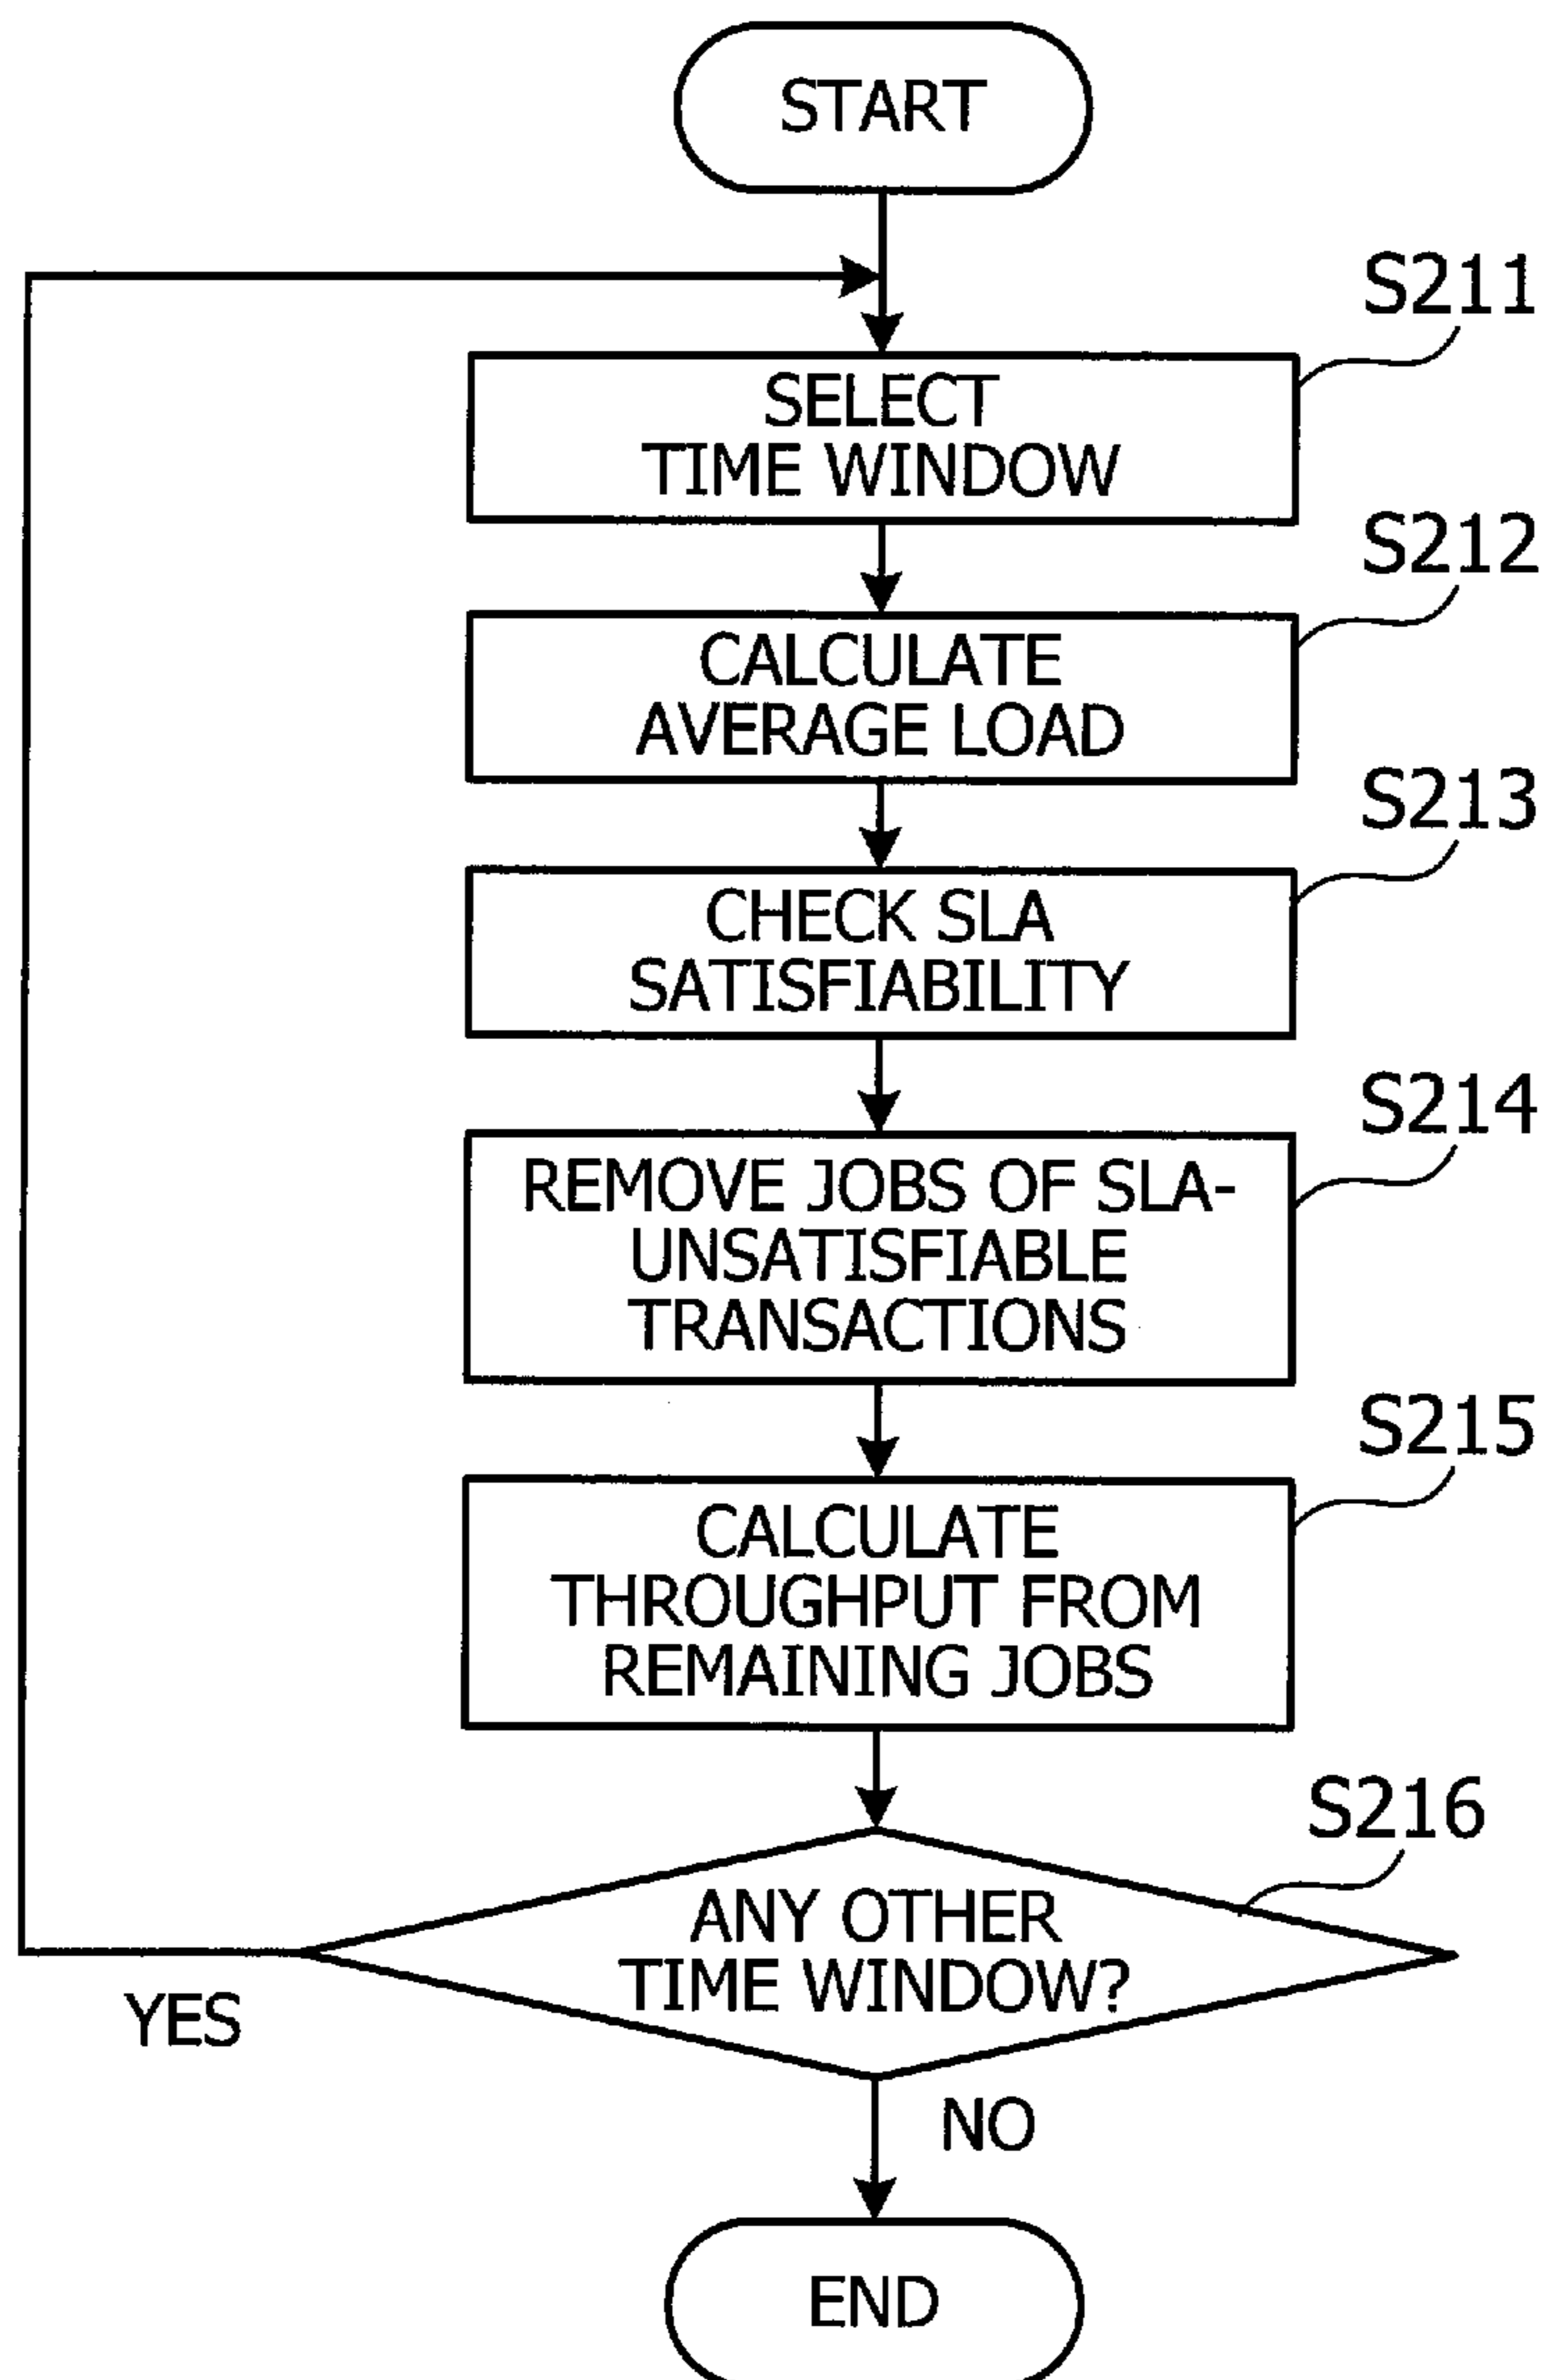 START
S211
SELECT
TIME WINDOW
S212
CALCULATE
AVERAGE LOAD
S213
CHECK SLA
SATISFIABILITY
S214
REMOVE JOBS OF SLA-
UNSATISFIABLE
TRANSACTIONS
S215
CALCULATE
THROUGHPUT FROM
REMAINING JOBS
S216
ANY OTHER
TIME WINDOW?
YES
NO
END